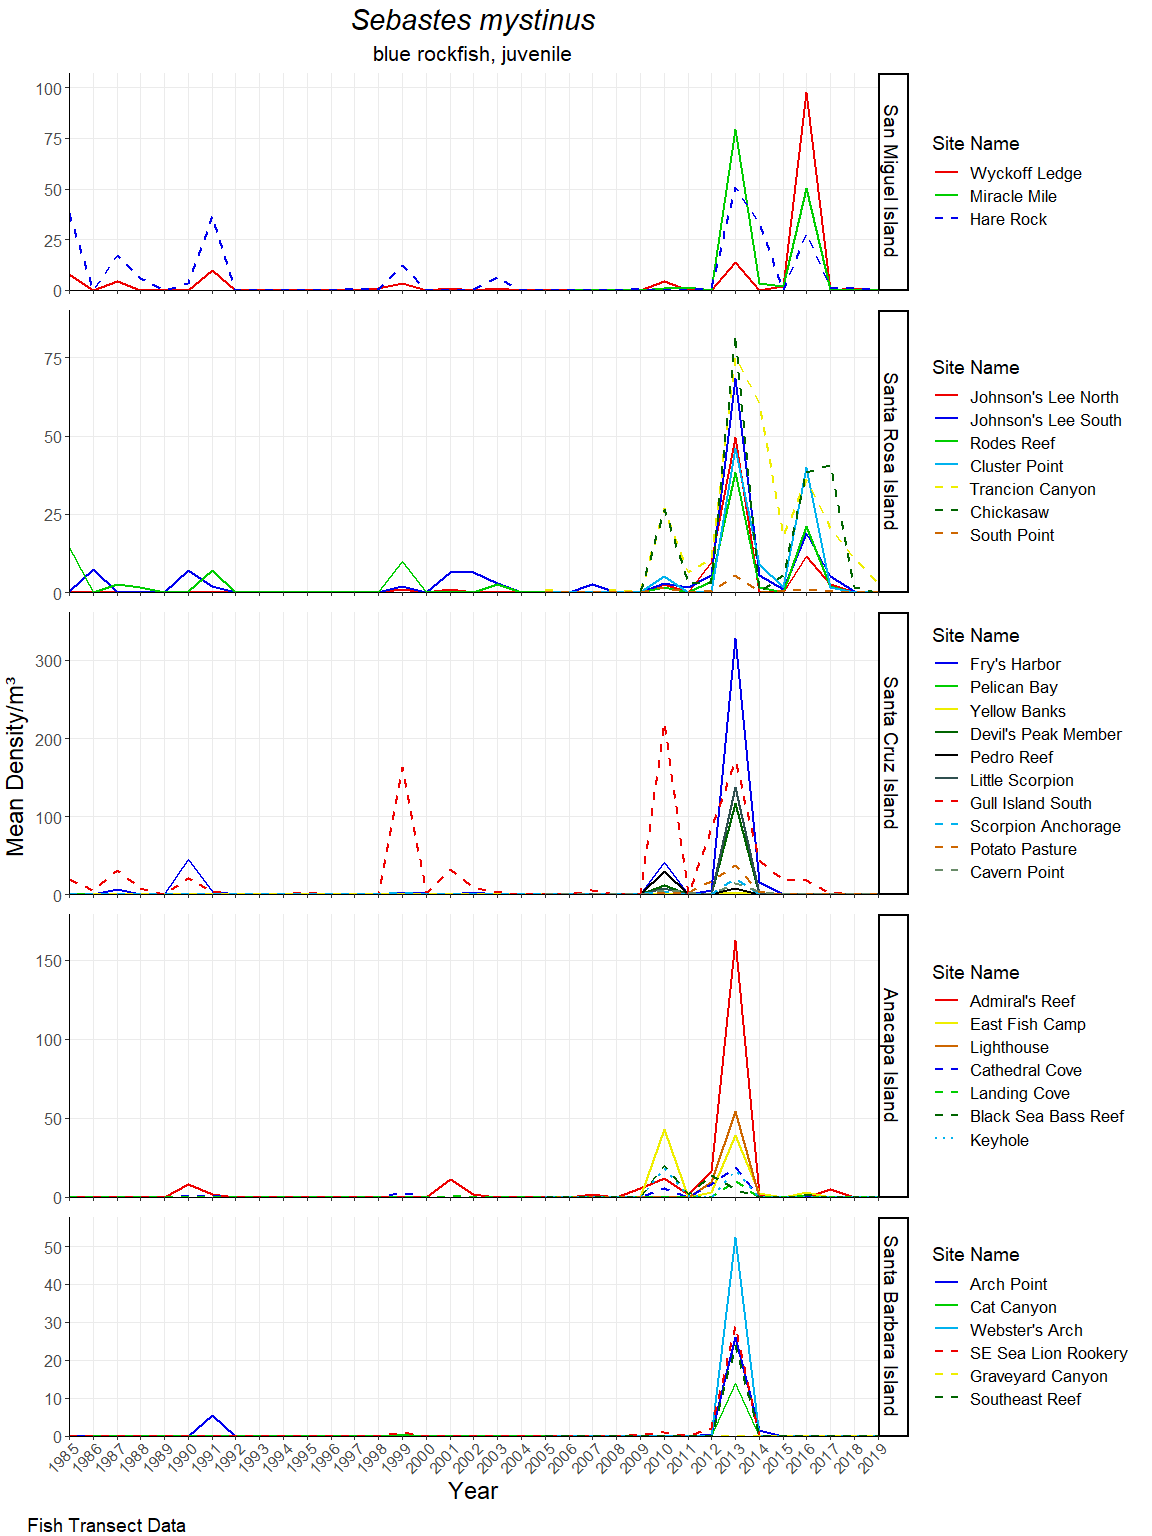 Sebastes mystinus
blue rockfish, juvenile
Mean Density/m³
100
75
50
25
0
San Miguel Island
Site Name
Wyckoff Ledge
Miracle Mile
Hare Rock
75
50
25
0
Santa Rosa Island
Site Name
Johnson's Lee North
Johnson's Lee South
Rodes Reef
Cluster Point
Trancion Canyon
Chickasaw
South Point
300
200
100
0
Santa Cruz Island
Site Name
Fry's Harbor
Pelican Bay
Yellow Banks
Devil's Peak Member
Pedro Reef
Little Scorpion
Gull Island South
Scorpion Anchorage
Potato Pasture
Cavern Point
150
100
50
0
Anacapa Island
Site Name
Admiral's Reef
East Fish Camp
Lighthouse
Cathedral Cove
Landing Cove
Black Sea Bass Reef
Keyhole
50
40
30
20
10
0
Santa Barbara Island
Site Name
Arch Point
Cat Canyon
Webster's Arch
SE Sea Lion Rookery
Graveyard Canyon
Southeast Reef
1985 1986 1987 1988 1989 1990 1991 1992 1993 1994 1995 1996 1997 1998 1999 2000 2001 2002 2003 2004 2005 2006 2007 2008 2009 2010 2011 2012 2013 2014 2015 2016 2017 2018 2019
Year
Fish Transect Data